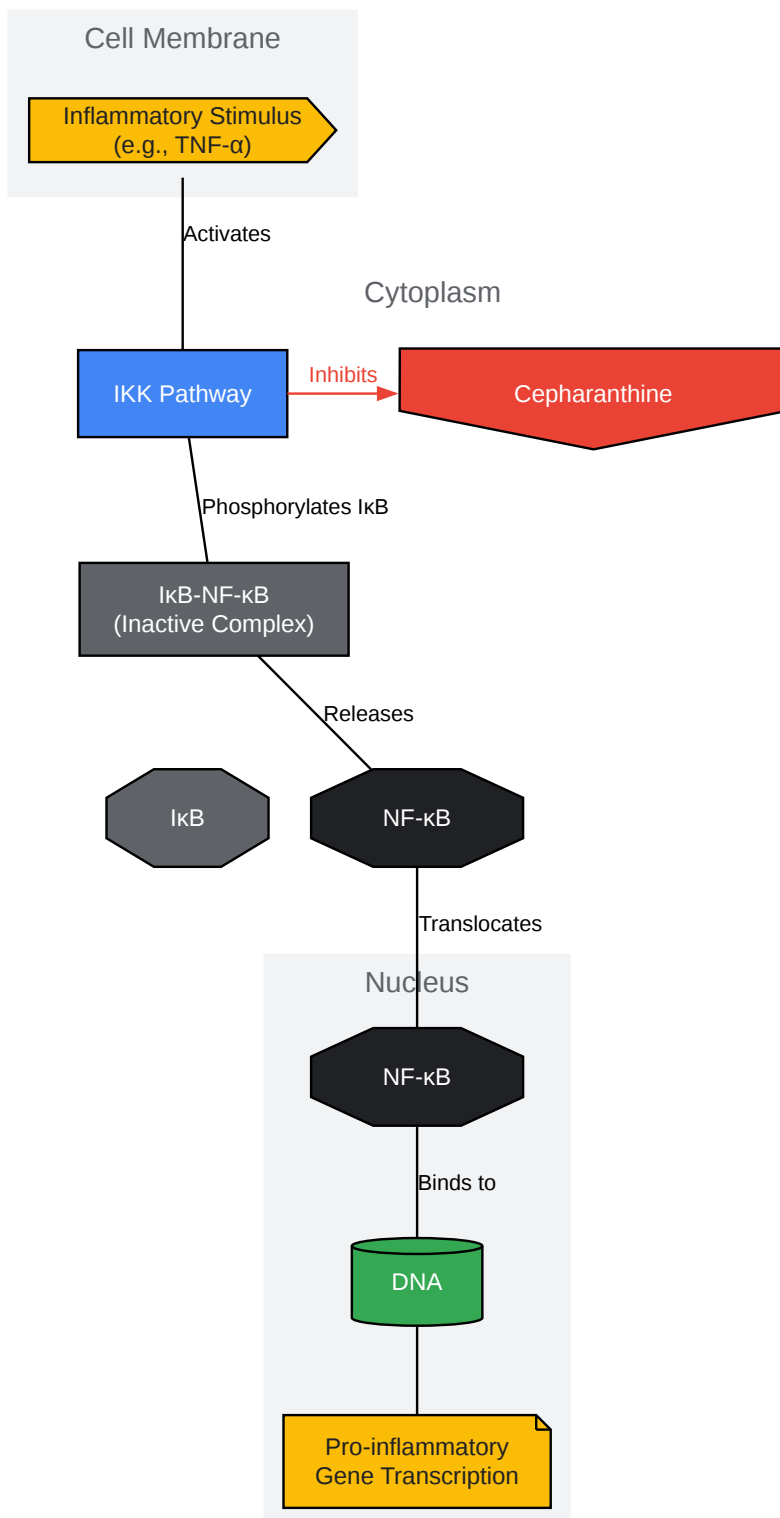 Cell Membrane
Inflammatory Stimulus
(e.g., TNF-α)
Activates
Cytoplasm
IKK Pathway
Inhibits
Cepharanthine
Phosphorylates IκB
IκB-NF-κB
(Inactive Complex)
Releases
IκB
NF-κB
Translocates
Nucleus
NF-κB
Binds to
DNA
Pro-inflammatory
Gene Transcription